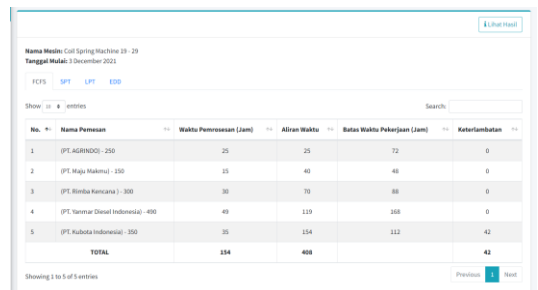 Lihat Hasil
Nama Mesin: Coil Spring Machine 19 - 29
Tanggal Mulai: 3 December 2021
FCFS SPT LPT EDD
Show 10 entries Search:
No. Nama Pemesan Waktu Pemrosesan (Jam) Aliran Waktu Batas Waktu Pekerjaan (Jam) Keterlambatan
1 (PT. AGRINDO) - 250 25 25 72 0
2 (PT. Maju Makmu) - 150 15 40 48 0
3 (PT. Rimba Kencana ) - 300 30 70 88 0
4 (PT. Yanmar Diesel Indonesia) - 490 49 119 168 0
5 (PT. Kubota Indonesia) - 350 35 154 112 42
TOTAL 154 408 42
Showing 1 to 5 of 5 entries Previous 1 Next